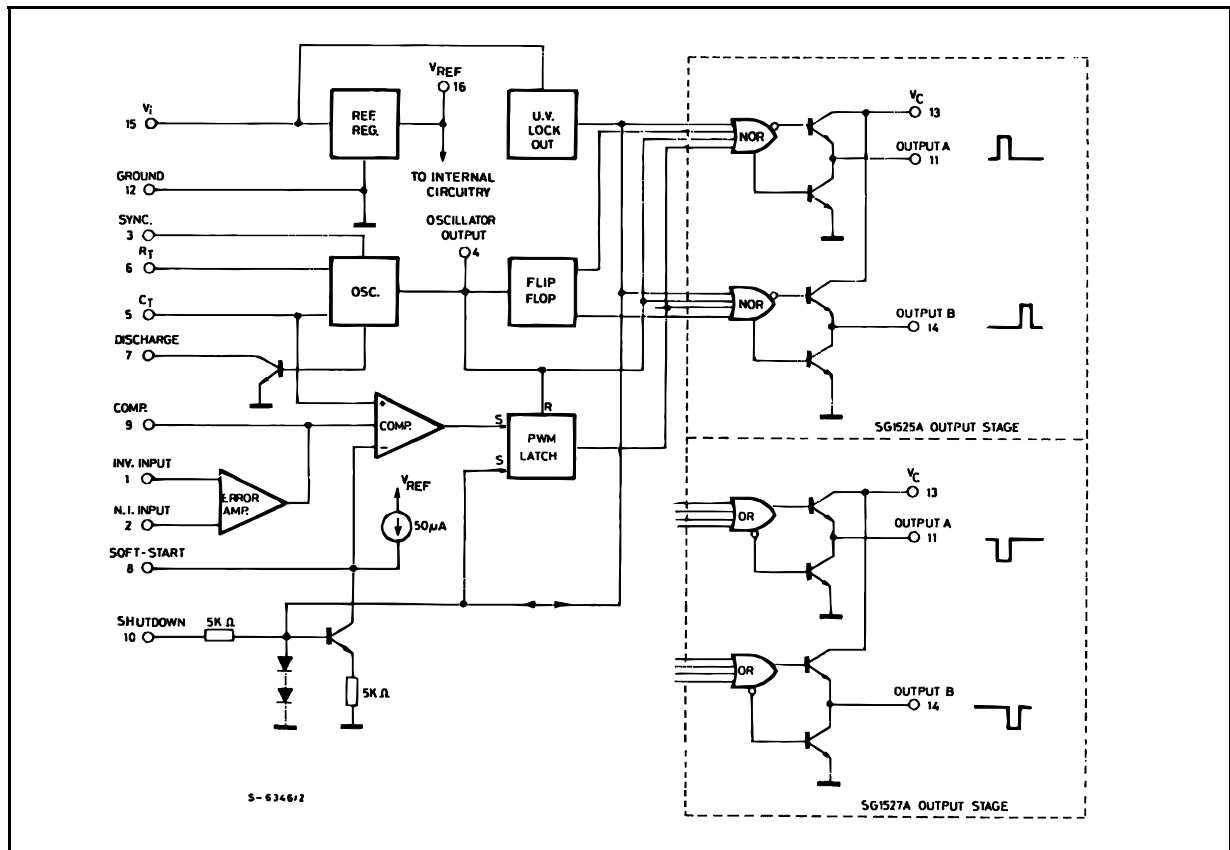 Vi
15
GROUND
12
SYNC.
3
RT
6
CT
5
DISCHARGE
7
COMP.
9
INV. INPUT
1
N.I. INPUT
2
SOFT-START
8
SHUTDOWN
10
5KΩ
5KΩ
REF.
REG.
VREF
16
TO INTERNAL
CIRCUITRY
U.V.
LOCK
OUT
OSCILLATOR
OUTPUT
4
OSC.
FLIP
FLOP
+
COMP.
-
ERROR
AMP.
VREF
50µA
R
S
S
PWM
LATCH
NOR
VC
13
OUTPUT A
11
NOR
OUTPUT B
14
SG1525A OUTPUT STAGE
OR
VC
13
OUTPUT A
11
OR
OUTPUT B
14
SG1527A OUTPUT STAGE
S-6346/2